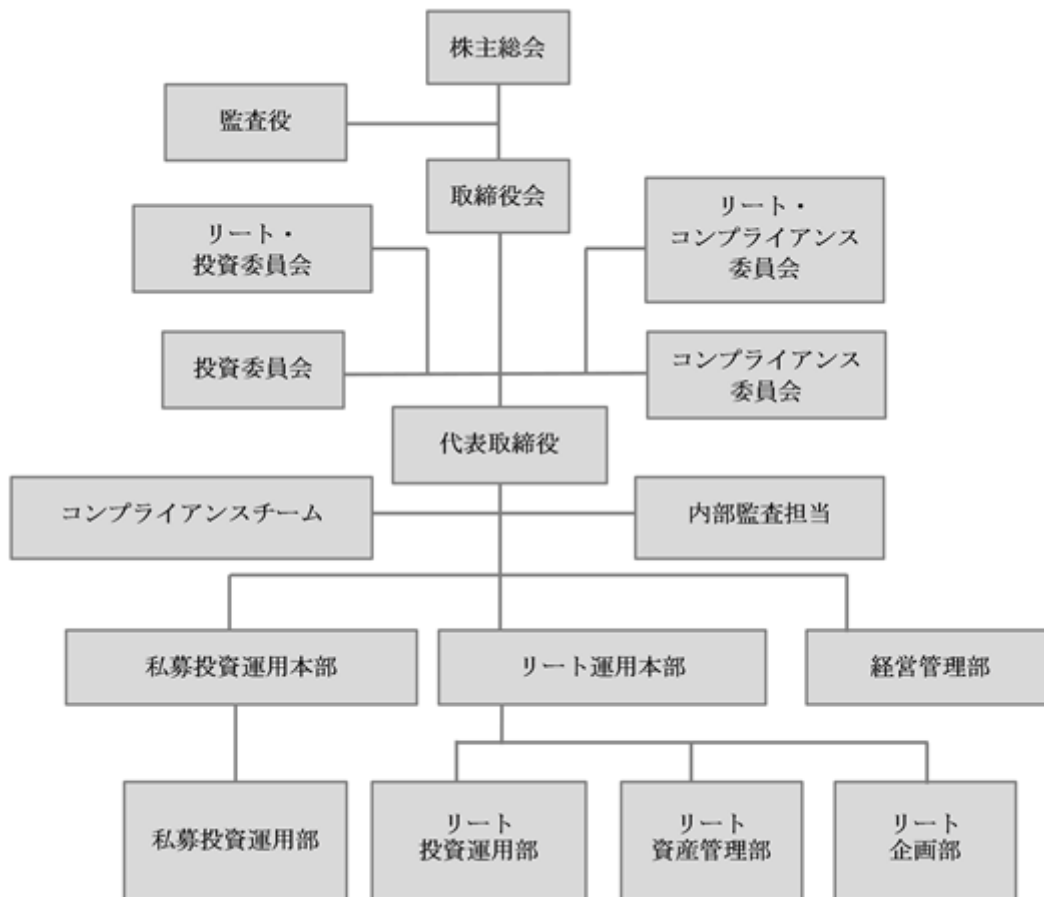 株主総会
監査役
取締役会
リート・
投資委員会
リート・
コンプライアンス
委員会
投資委員会
コンプライアンス
委員会
代表取締役
コンプライアンスチーム
内部監査担当
私募投資運用本部
リート運用本部
経営管理部
私募投資運用部
リート
投資運用部
リート
資産管理部
リート
企画部